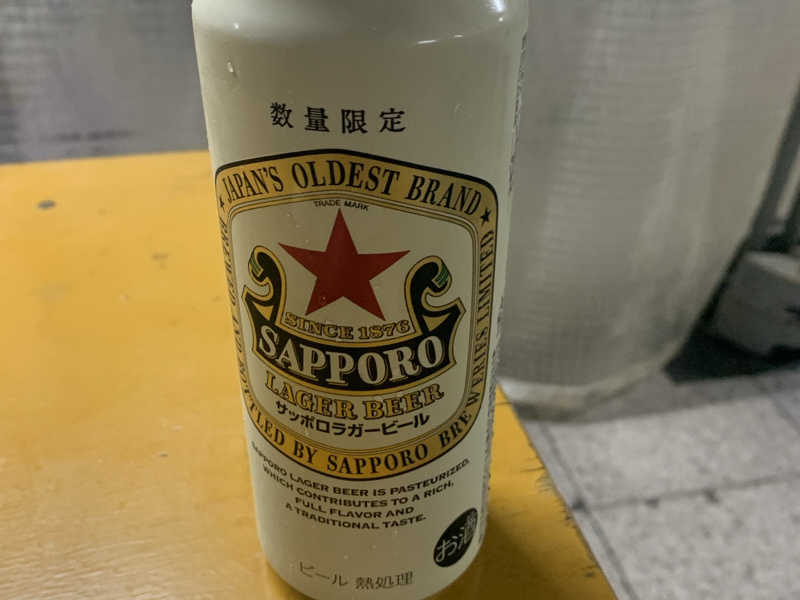 数量限定
★ JAPAN'S OLDEST BRAND ★
TRADE MARK
SINCE 1876
SAPPORO
LAGER BEER
サッポロラガービール
BY SAPPORO BREWERIES LIMITED
SAPPORO LAGER BEER IS PASTEURIZED,
WHICH CONTRIBUTES TO A RICH,
FULL FLAVOR AND
A TRADITIONAL TASTE.
お酒
ビール 熱処理